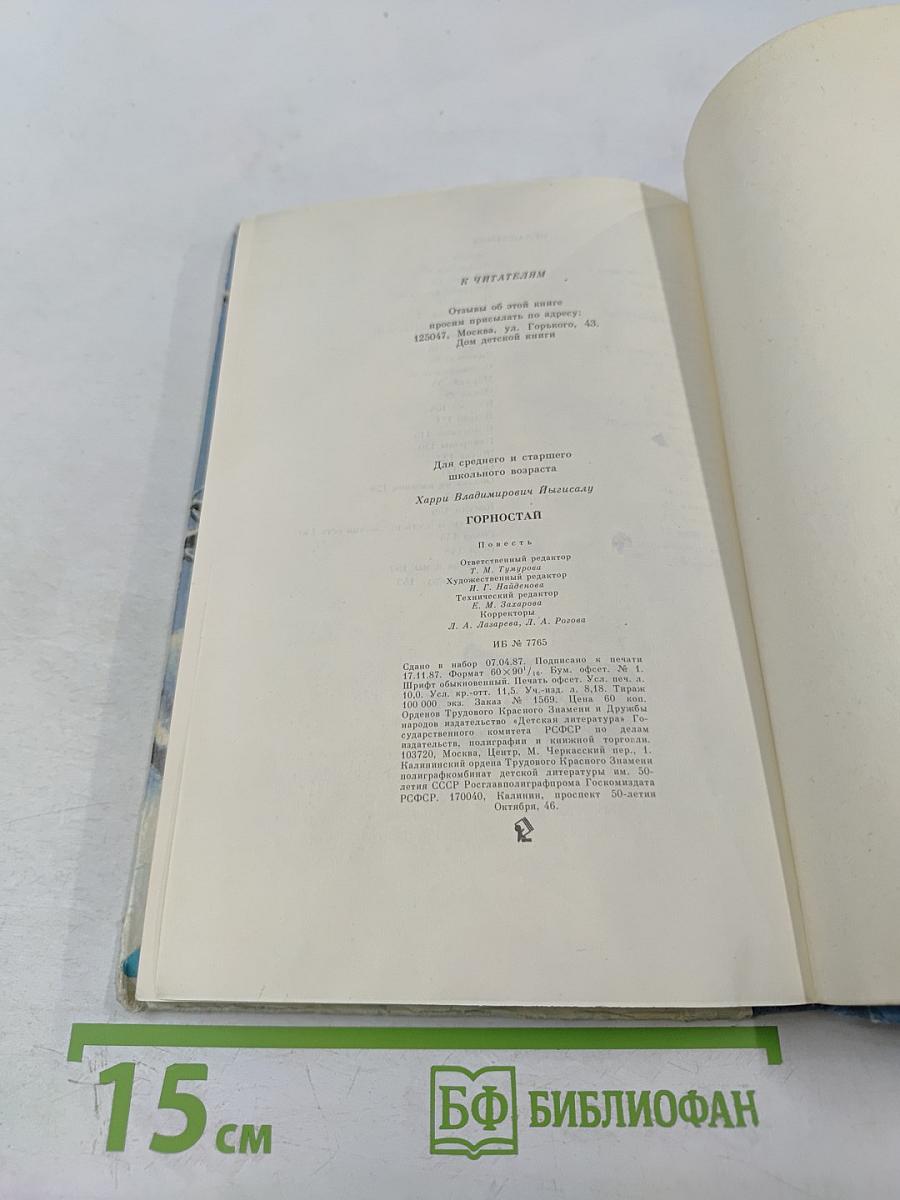 К ЧИТАТЕЛЯМ
Отзывы об этой книге
просим присылать по адресу:
125047, Москва, ул. Горького, 43.
Дом детской книги
Для среднего и старшего
школьного возраста
Харри Владимирович Йыгисалу
ГОРНОСТАЙ
Повесть
Ответственный редактор
Т. М. Тумурова
Художественный редактор
И. Г. Найденова
Технический редактор
Е. М. Захарова
Корректоры
Л. А. Лазарева, Л. А. Рогова
ИБ № 7765
Сдано в набор 07.04.87. Подписано к печати
17.11.87. Формат 60×90¹/₁₆. Бум. офсет. № 1.
Шрифт обыкновенный. Печать офсет. Усл. печ. л.
10,0. Усл. кр.-отт. 11,5. Уч.-изд. л. 8,18. Тираж
100 000 экз. Заказ № 1569. Цена 60 коп.
Орденов Трудового Красного Знамени и Дружбы
народов издательство «Детская литература» Го-
сударственного комитета РСФСР по делам
издательств, полиграфии и книжной торговли.
103720, Москва, Центр, М. Черкасский пер., 1.
Калининский ордена Трудового Красного Знамени
полиграфкомбинат детской литературы им. 50-
летия СССР Росглавполиграфпрома Госкомиздата
РСФСР. 170040, Калинин, проспект 50-летия
Октября, 46.
15 см
БФ БИБЛИОФАН